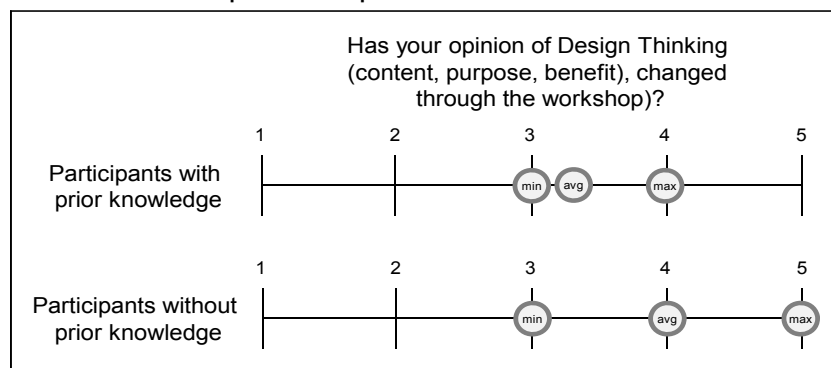 Has your opinion of Design Thinking
(content, purpose, benefit), changed
through the workshop)?
1 2 3 4 5
Participants with
prior knowledge
min avg max
1 2 3 4 5
Participants without
prior knowledge
min avg max